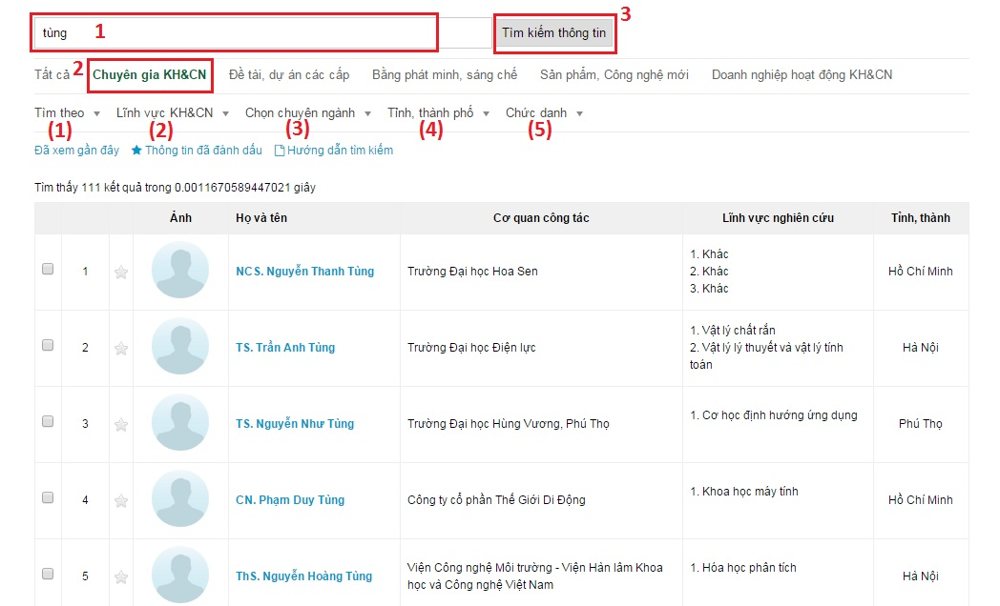 3
tùng 1 Tìm kiếm thông tin
Tất cả 2 Chuyên gia KH&CN Đề tài, dự án các cấp Bằng phát minh, sáng chế Sản phẩm, Công nghệ mới Doanh nghiệp hoạt động KH&CN
Tìm theo Lĩnh vực KH&CN Chọn chuyên ngành Tỉnh, thành phố Chức danh
(1) (2) (3) (4) (5)
Đã xem gần đây Thông tin đã đánh dấu Hướng dẫn tìm kiếm
Tìm thấy 111 kết quả trong 0.0011670589447021 giây
Ảnh Họ và tên Cơ quan công tác Lĩnh vực nghiên cứu Tỉnh, thành
1 NCS. Nguyễn Thanh Tùng Trường Đại học Hoa Sen
1. Khác
2. Khác
3. Khác
Hồ Chí Minh
2 TS. Trần Anh Tùng Trường Đại học Điện lực
1. Vật lý chất rắn
2. Vật lý lý thuyết và vật lý tính
toán
Hà Nội
3 TS. Nguyễn Như Tùng Trường Đại học Hùng Vương, Phú Thọ
1. Cơ học định hướng ứng dụng
Phú Thọ
4 CN. Phạm Duy Tùng Công ty cổ phần Thế Giới Di Động
1. Khoa học máy tính
Hồ Chí Minh
5 ThS. Nguyễn Hoàng Tùng
Viện Công nghệ Môi trường - Viện Hàn lâm Khoa
học và Công nghệ Việt Nam
1. Hóa học phân tích
Hà Nội